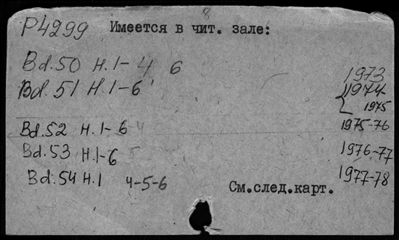 8
Р4299 Имеется в чит. зале:
Bd.50 H.1-4 6 1973
Bd.51 H.1-6 1974
1975
Bd.52 H.1-6 1975-76
Bd.53 H.1-6 1976-77
Bd.54 H.1 4-5-6 1977-78
См.след.карт.